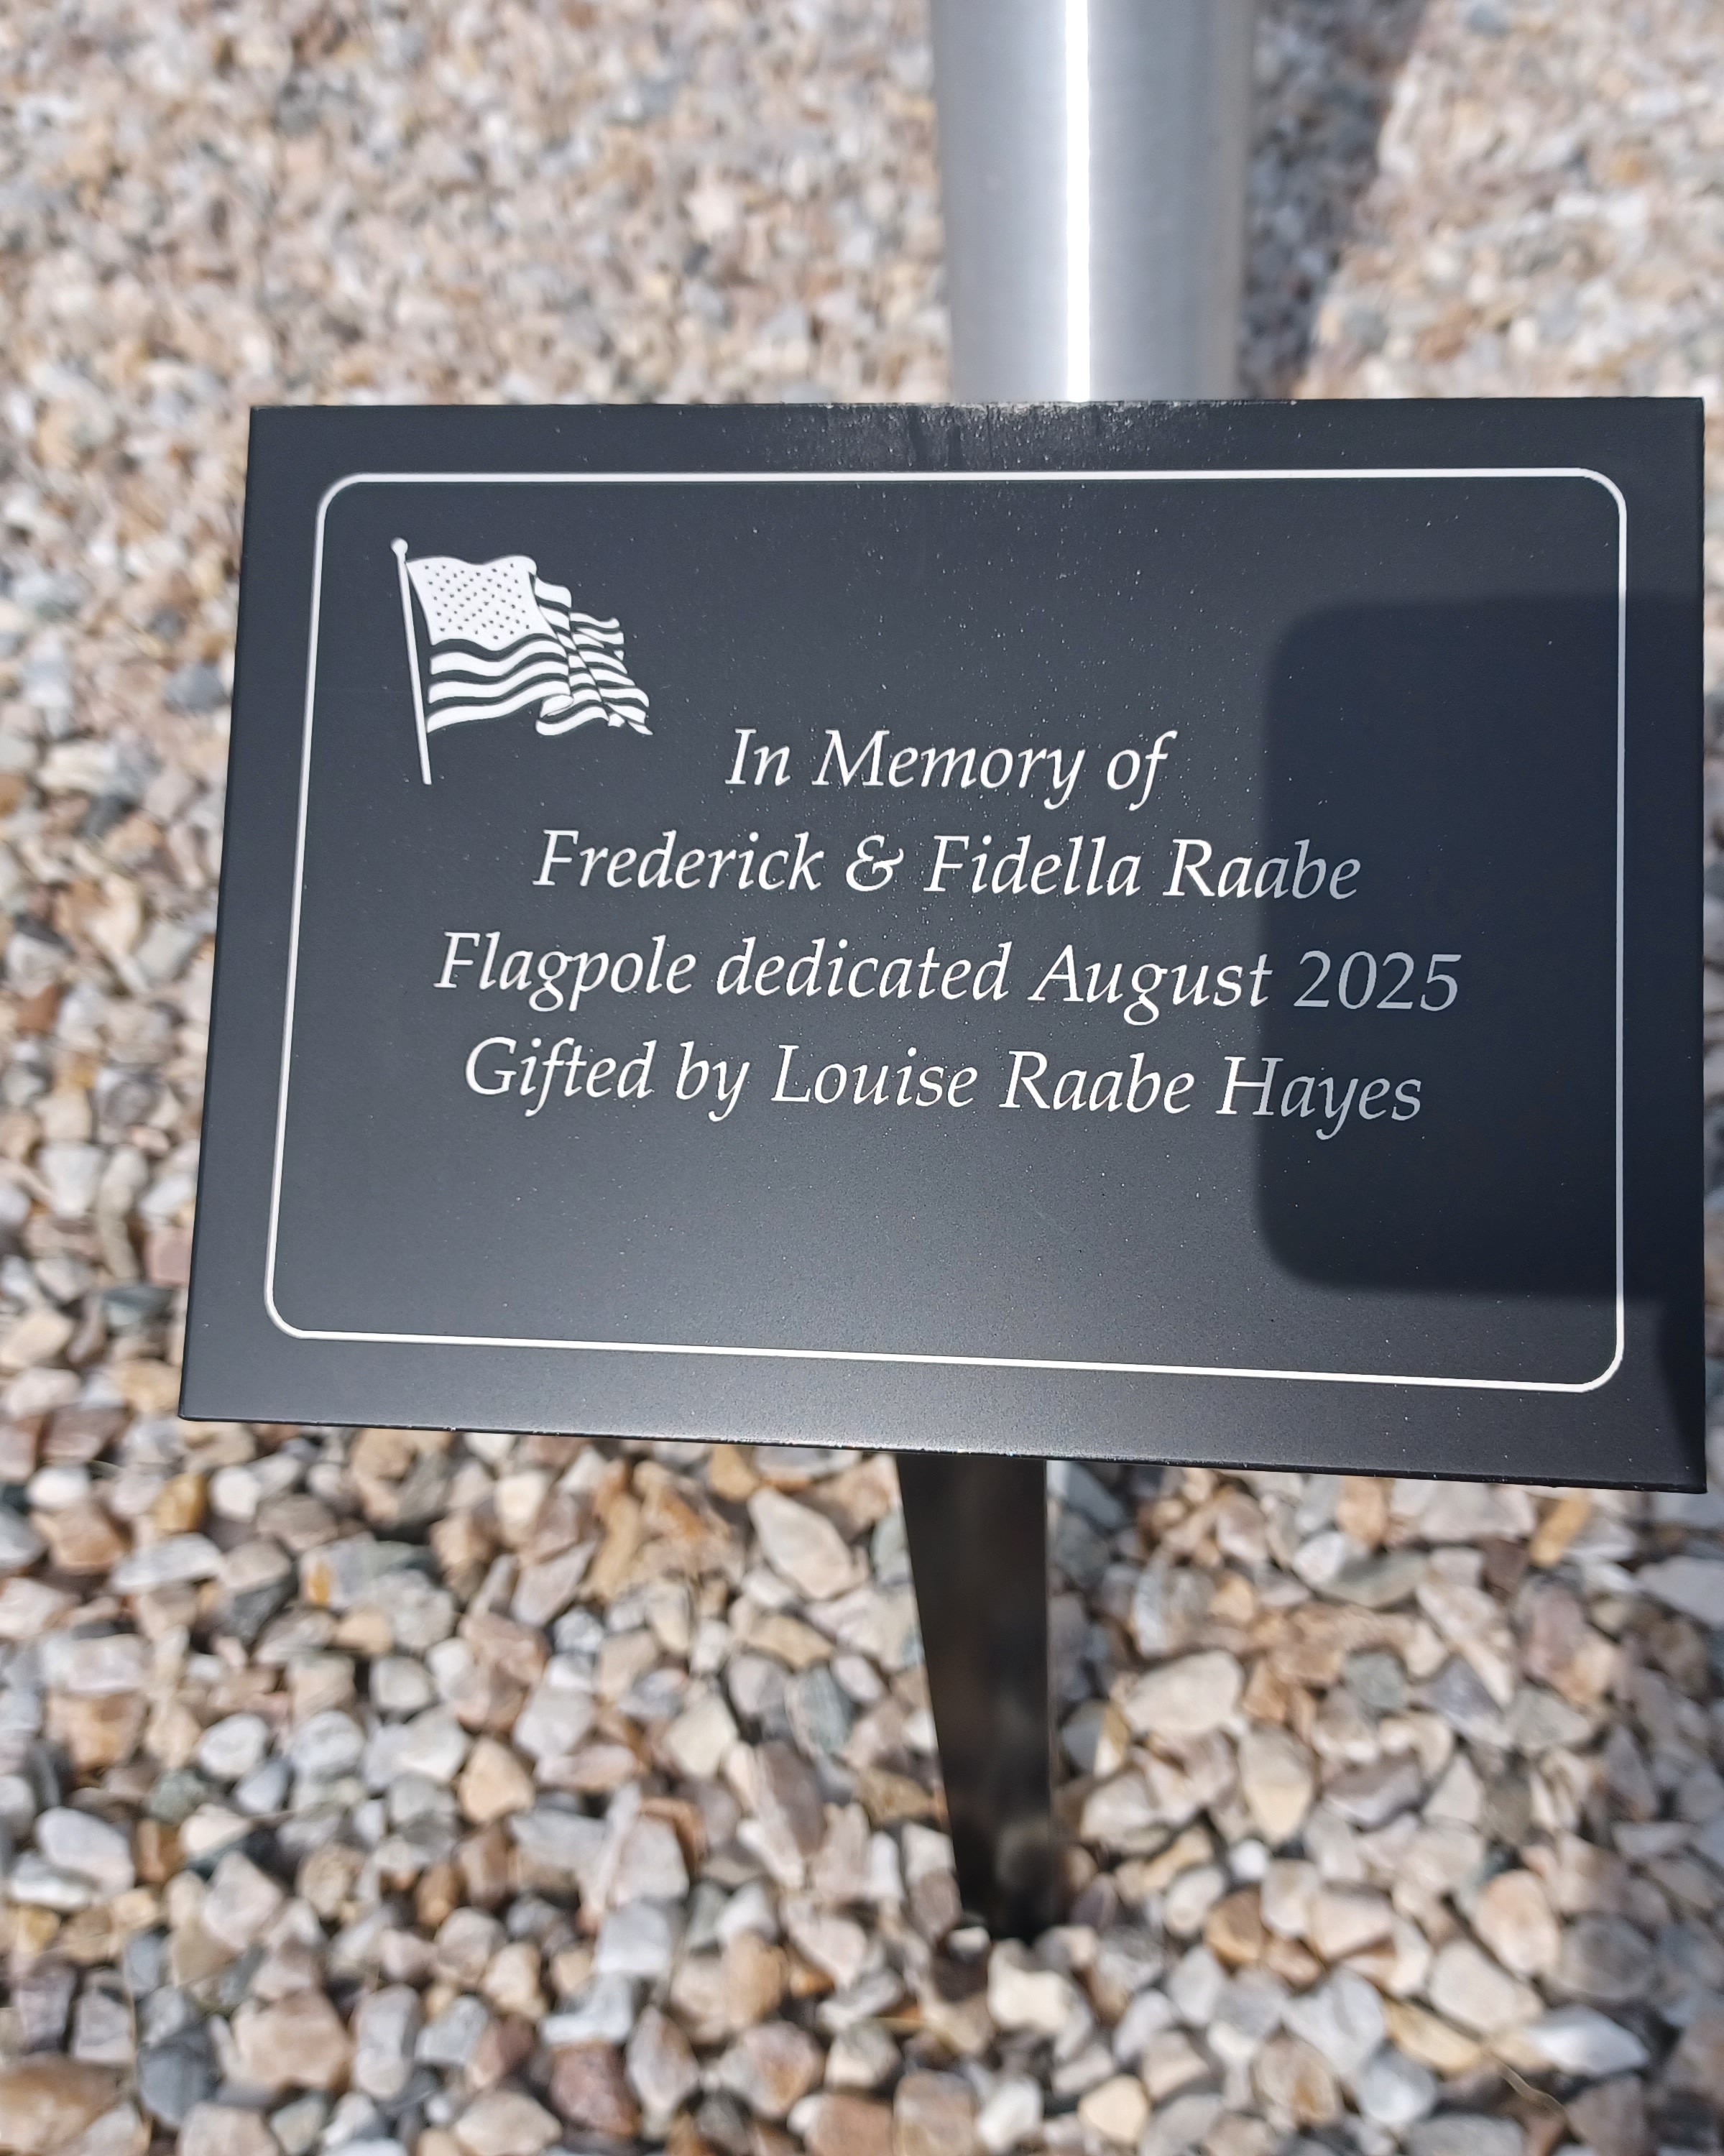 In Memory of
Frederick & Fidella Raabe
Flagpole dedicated August 2025
Gifted by Louise Raabe Hayes